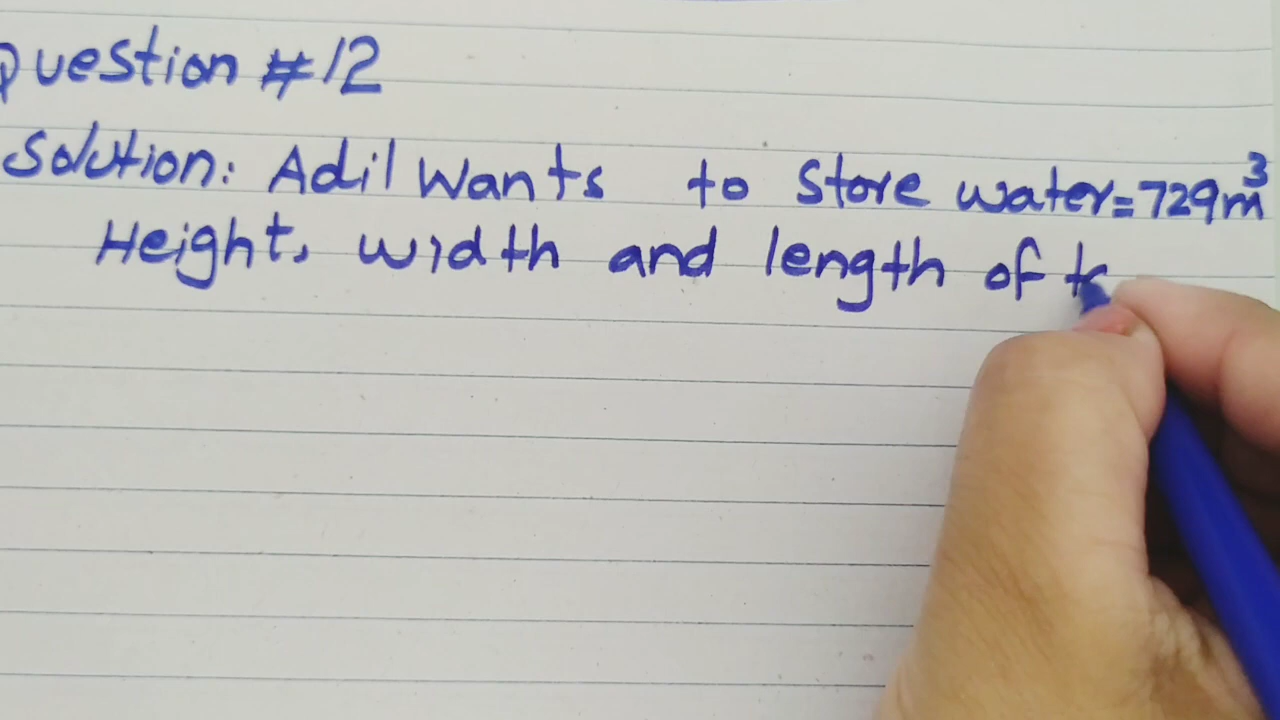 Question #12
Solution: Adil Wants to Store water=729m³
Height, width and length of